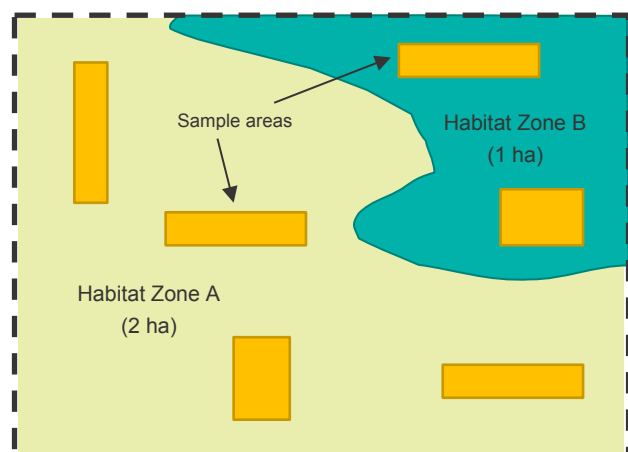 Sample areas
Habitat Zone B
(1 ha)
Habitat Zone A
(2 ha)